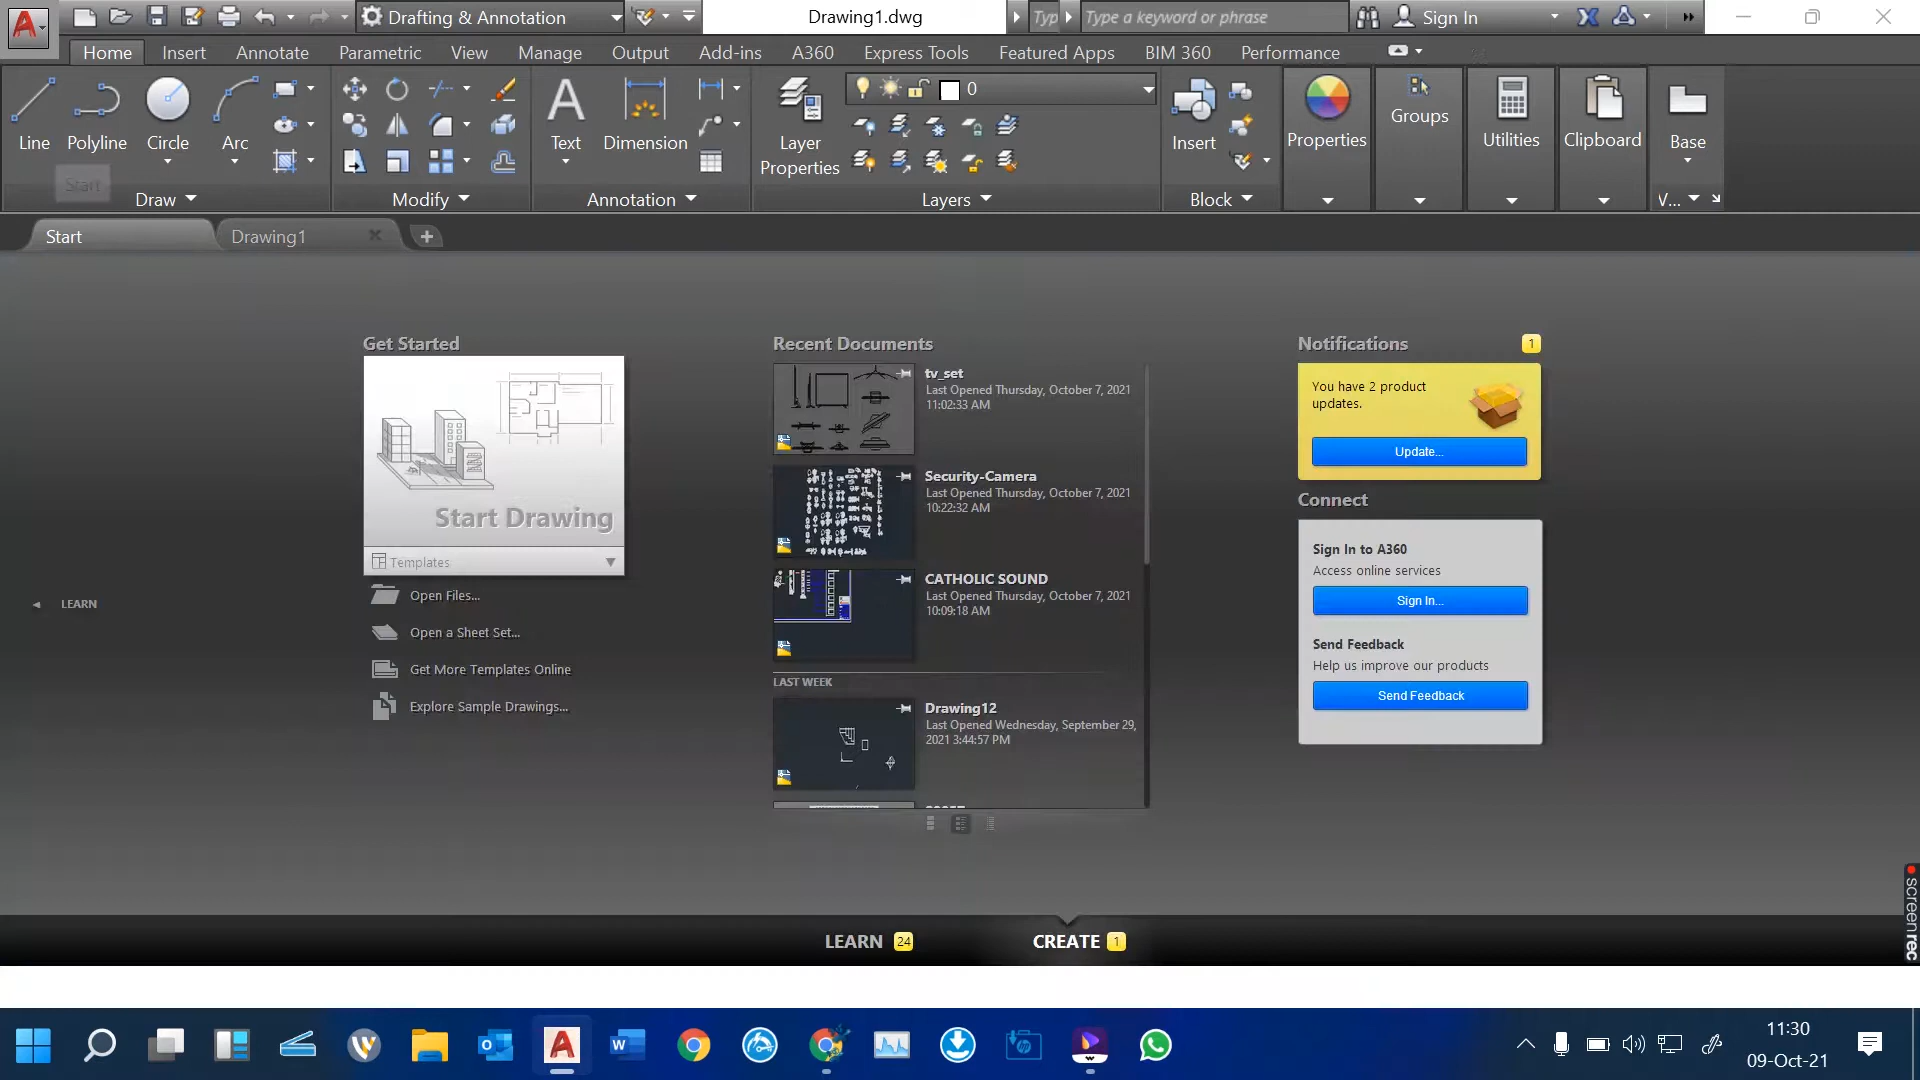 Drafting & Annotation
Drawing1.dwg
Typ
Type a keyword or phrase
Sign In
Home Insert Annotate Parametric View Manage Output Add-ins A360 Express Tools Featured Apps BIM 360 Performance
0
Line Polyline Circle Arc
Text Dimension
Layer
Properties
Insert
Properties
Groups
Utilities
Clipboard
Base
Start
Draw Modify Annotation Layers Block V...
Start Drawing1
Get Started
Start Drawing
Templates
Open Files...
Open a Sheet Set...
Get More Templates Online
Explore Sample Drawings...
LEARN
Recent Documents
tv_set
Last Opened Thursday, October 7, 2021
11:02:33 AM
Security-Camera
Last Opened Thursday, October 7, 2021
10:22:32 AM
CATHOLIC SOUND
Last Opened Thursday, October 7, 2021
10:09:18 AM
LAST WEEK
Drawing12
Last Opened Wednesday, September 29,
2021 3:44:57 PM
Notifications 1
You have 2 product
updates.
Update...
Connect
Sign In to A360
Access online services
Sign In...
Send Feedback
Help us improve our products
Send Feedback
LEARN 24
CREATE 1
screenrec
11:30
09-Oct-21